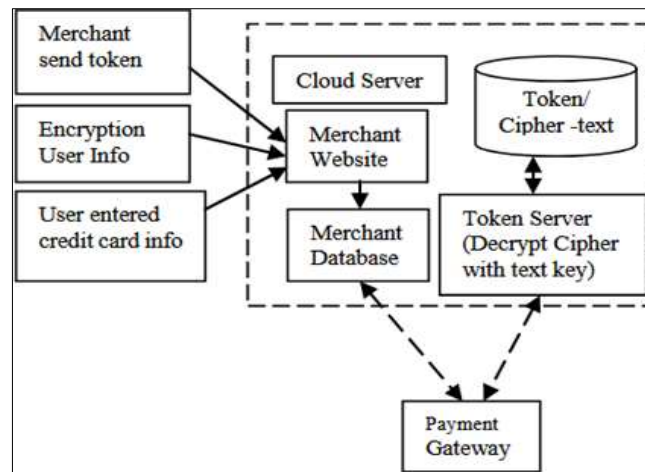 Merchant
send token
Encryption
User Info
User entered
credit card info
Cloud Server
Merchant
Website
Merchant
Database
Token/
Cipher -text
Token Server
(Decrypt Cipher
with text key)
Payment
Gateway